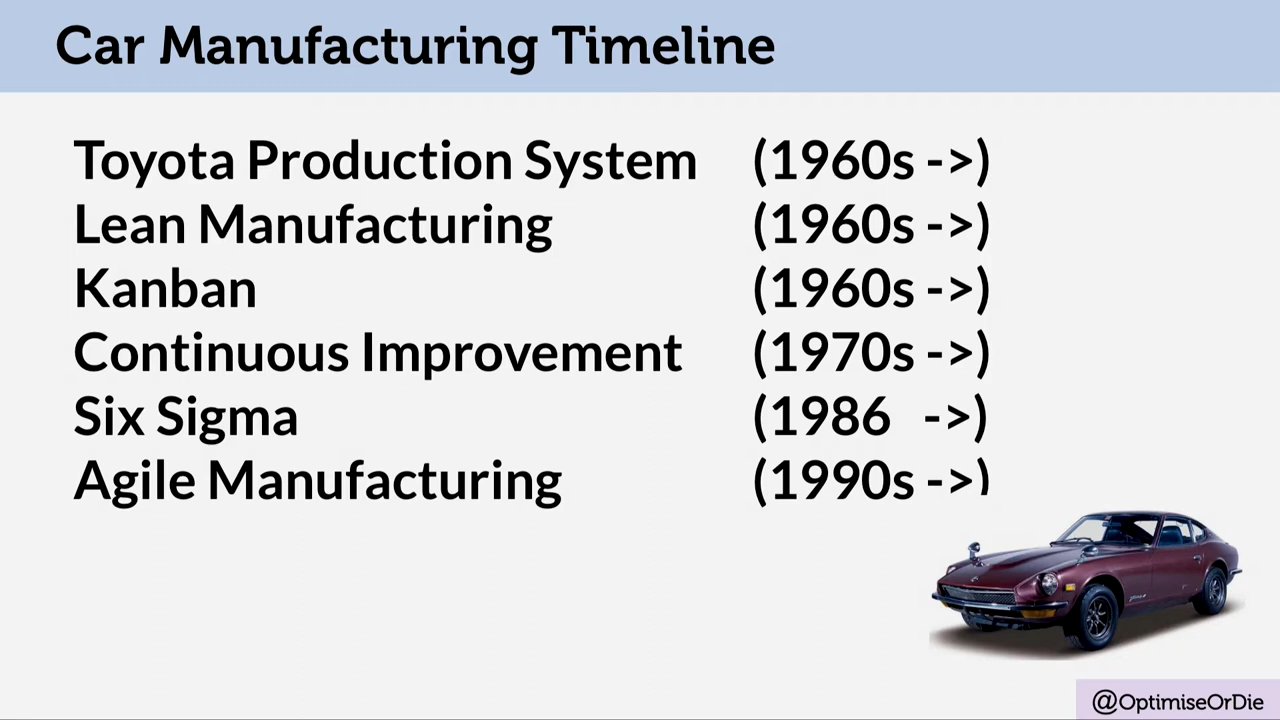 Car Manufacturing Timeline
Toyota Production System (1960s ->)
Lean Manufacturing (1960s ->)
Kanban (1960s ->)
Continuous Improvement (1970s ->)
Six Sigma (1986 ->)
Agile Manufacturing (1990s ->)
@OptimiseOrDie